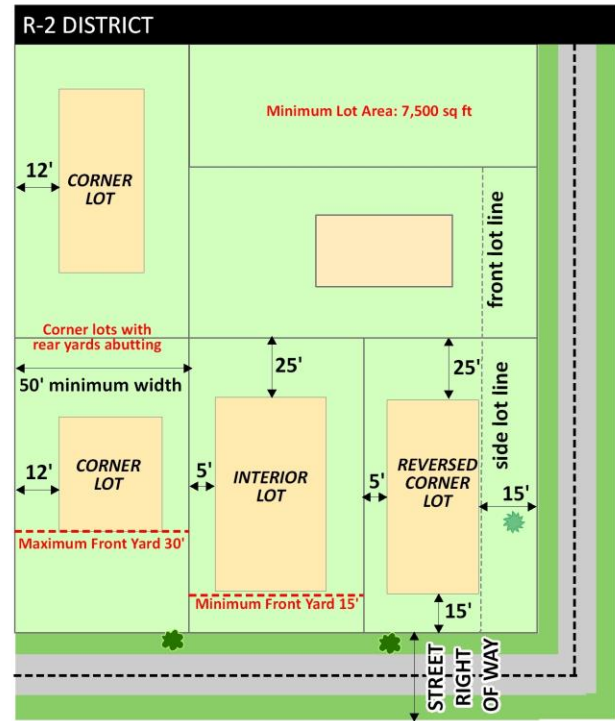 R-2 DISTRICT
Minimum Lot Area: 7,500 sq ft
12'
CORNER
LOT
front lot line
Corner lots with
rear yards abutting
50' minimum width
25'
25'
side lot line
12'
CORNER
LOT
5'
INTERIOR
LOT
5'
REVERSED
CORNER
LOT
15'
Maximum Front Yard 30'
Minimum Front Yard 15'
15'
STREET
RIGHT
OF WAY